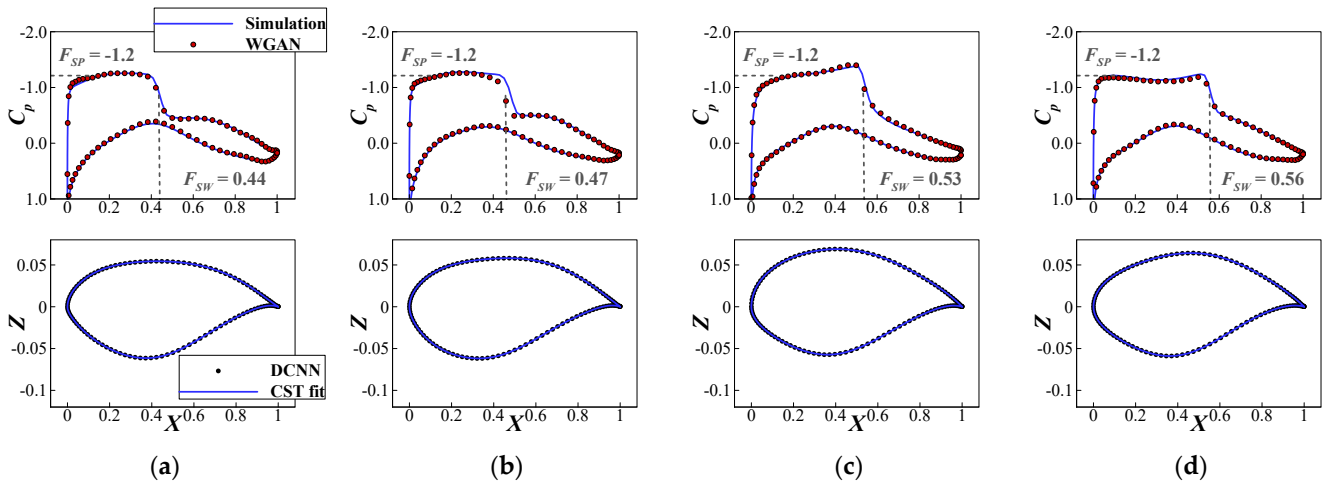 Simulation
WGAN
-2.0
-1.0
0.0
1.0
C_p
F_SP = -1.2
F_SW = 0.44
0 0.2 0.4 0.6 0.8 1
-2.0
-1.0
0.0
1.0
C_p
F_SP = -1.2
F_SW = 0.47
0 0.2 0.4 0.6 0.8 1
-2.0
-1.0
0.0
1.0
C_p
F_SP = -1.2
F_SW = 0.53
0 0.2 0.4 0.6 0.8 1
-2.0
-1.0
0.0
1.0
C_p
F_SP = -1.2
F_SW = 0.56
0 0.2 0.4 0.6 0.8 1
0.05
0
-0.05
-0.1
Z
DCNN
CST fit
0 0.2 0.4 0.6 0.8 1
X
0.05
0
-0.05
-0.1
Z
0 0.2 0.4 0.6 0.8 1
X
0.05
0
-0.05
-0.1
Z
0 0.2 0.4 0.6 0.8 1
X
0.05
0
-0.05
-0.1
Z
0 0.2 0.4 0.6 0.8 1
X
(a) (b) (c) (d)